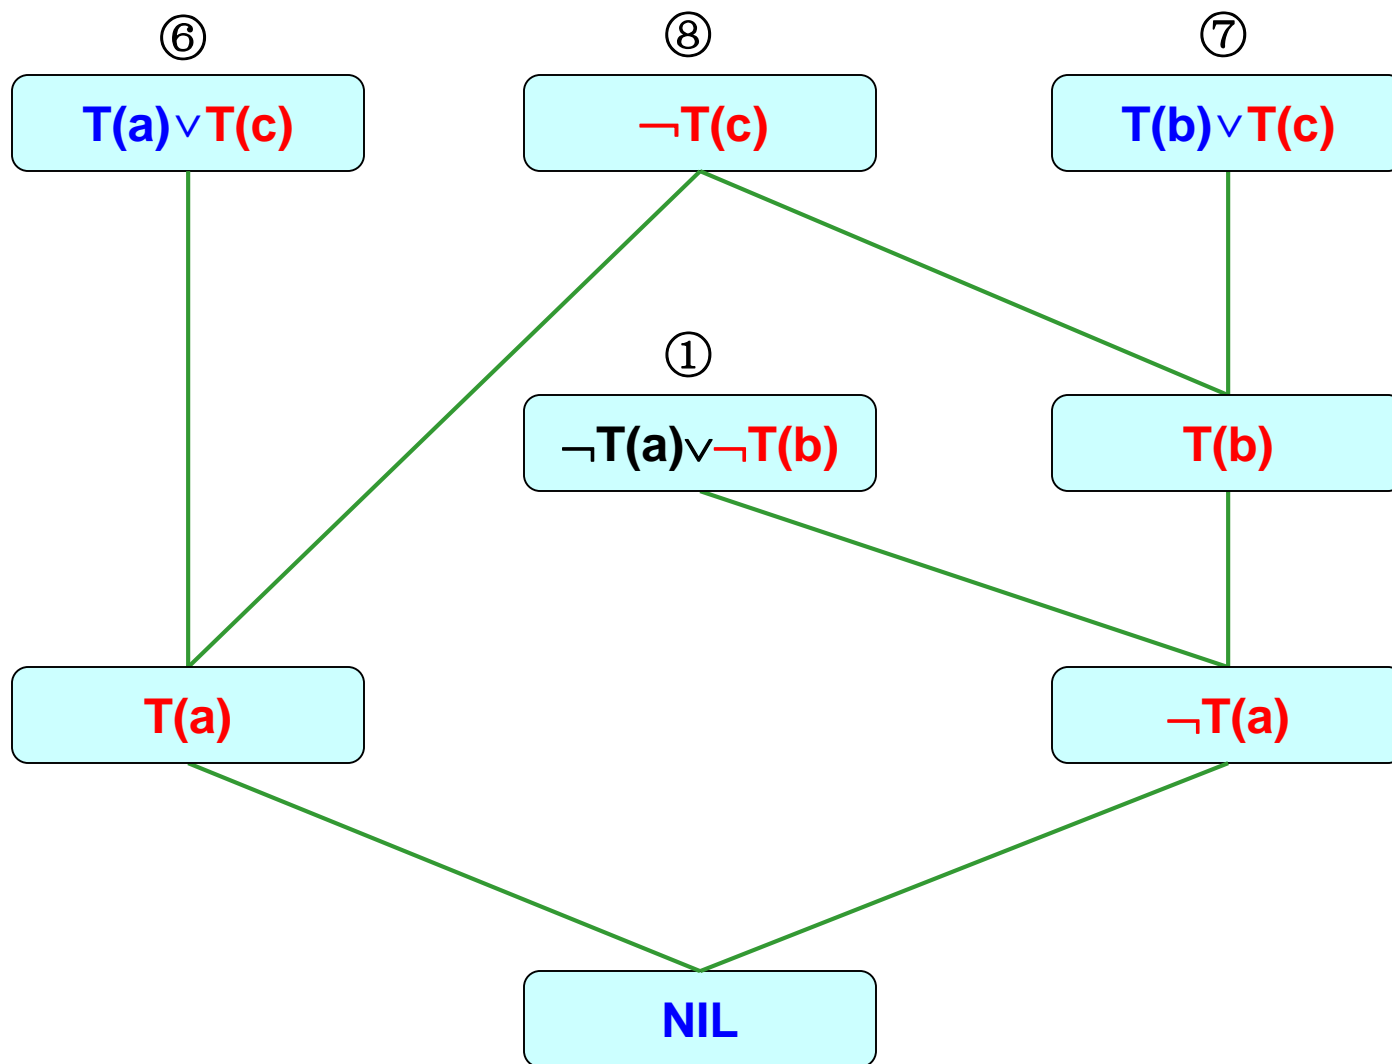 ⑥ ⑧ ⑦
T(a)∨T(c) ¬T(c) T(b)∨T(c)
①
¬T(a)∨¬T(b) T(b)
T(a) ¬T(a)
NIL